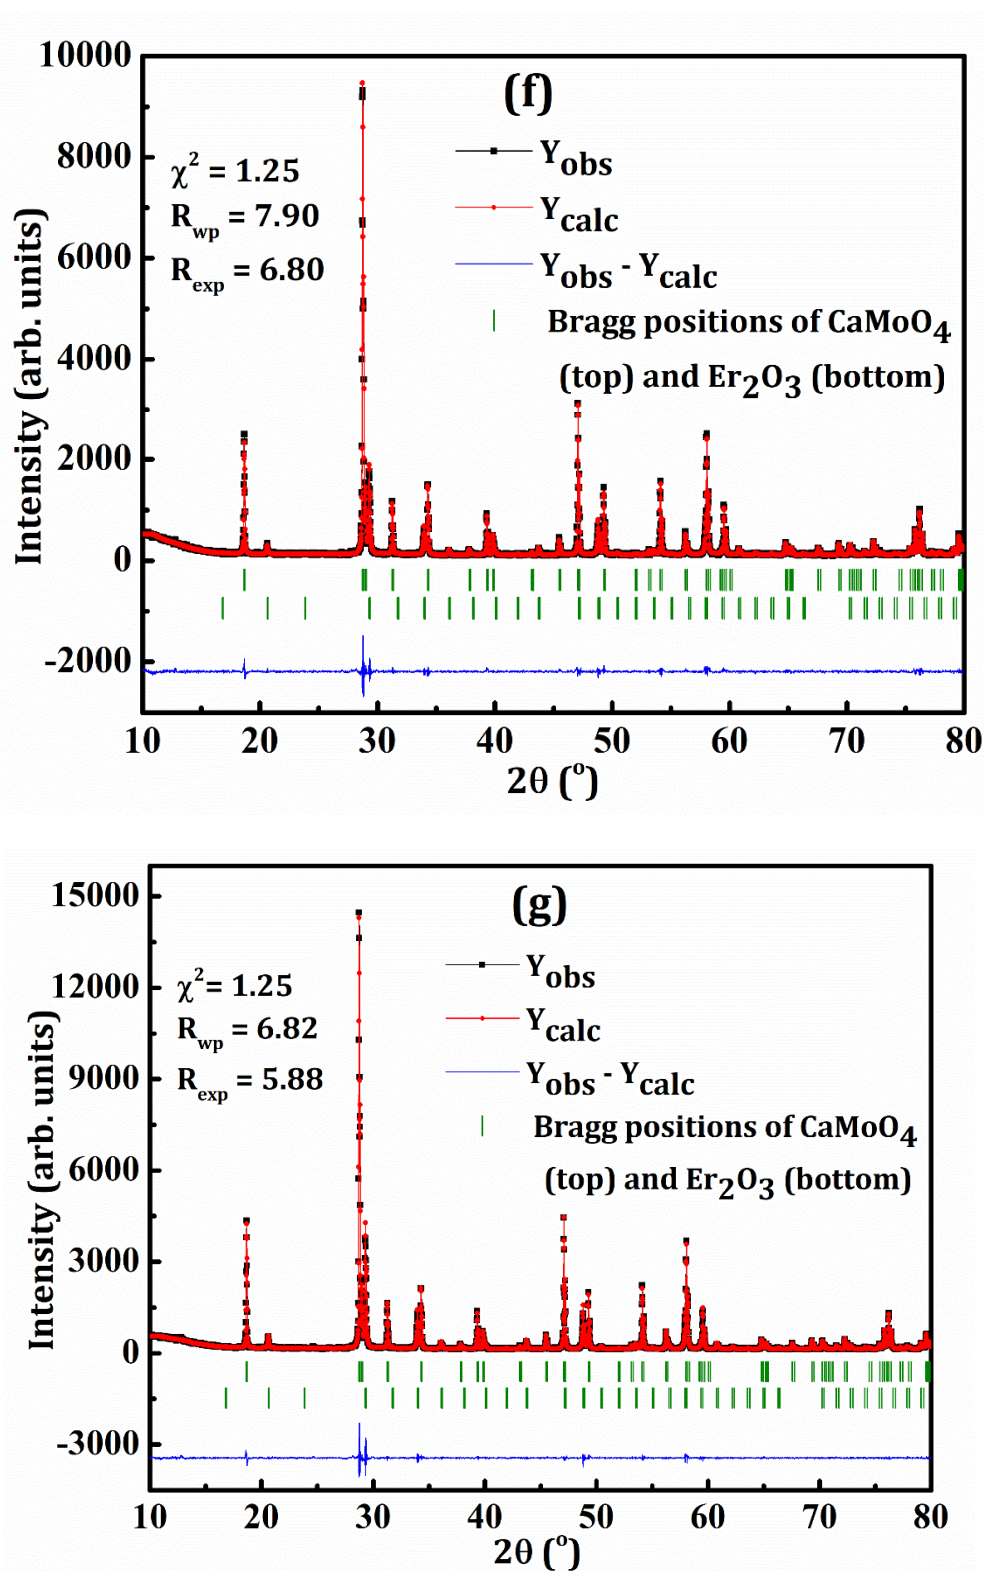 (f)
10000
8000
6000
4000
2000
0
-2000
Intensity (arb. units)
χ² = 1.25
Rwp = 7.90
Rexp = 6.80
Yobs
Ycalc
Yobs - Ycalc
Bragg positions of CaMoO4
(top) and Er2O3 (bottom)
10 20 30 40 50 60 70 80
2θ (°)
(g)
15000
12000
9000
6000
3000
0
-3000
Intensity (arb. units)
χ²= 1.25
Rwp = 6.82
Rexp = 5.88
Yobs
Ycalc
Yobs - Ycalc
Bragg positions of CaMoO4
(top) and Er2O3 (bottom)
10 20 30 40 50 60 70 80
2θ (°)